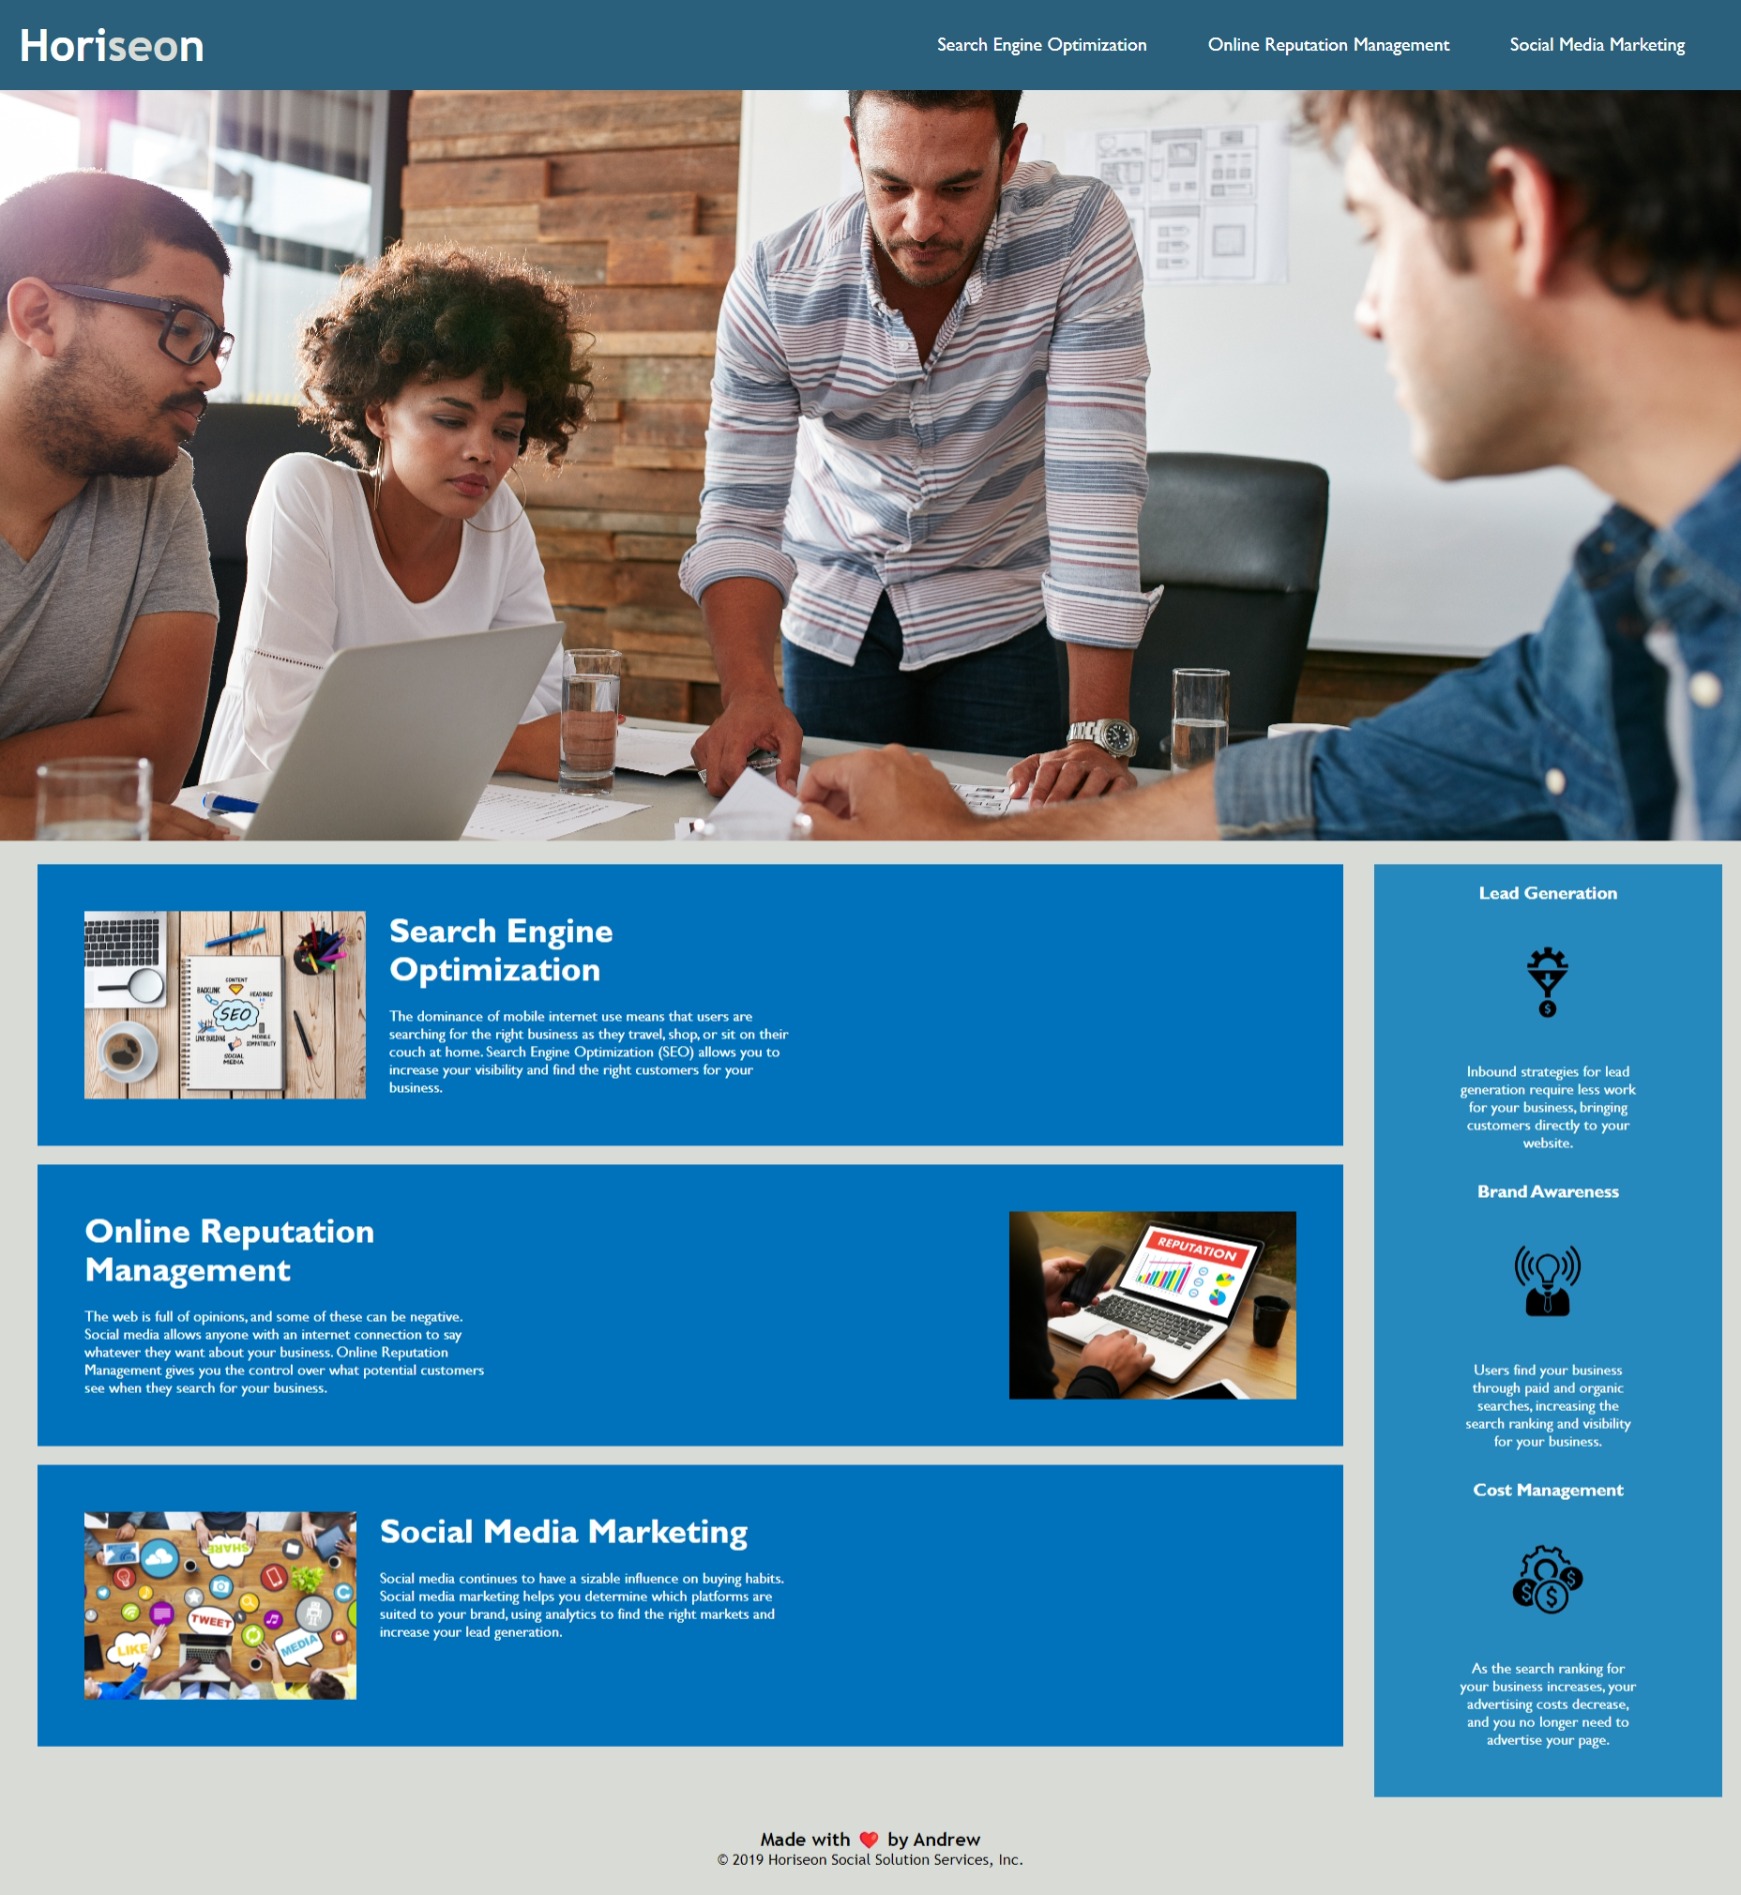 Horiseon
Search Engine Optimization
Online Reputation Management
Social Media Marketing
CONTENT
BACKLINK
HEADINGS
SEO
LINK BUILDING
MOBILE
COMPATIBILITY
SOCIAL
MEDIA
Search Engine
Optimization
The dominance of mobile internet use means that users are
searching for the right business as they travel, shop, or sit on their
couch at home. Search Engine Optimization (SEO) allows you to
increase your visibility and find the right customers for your
business.
Online Reputation
Management
The web is full of opinions, and some of these can be negative.
Social media allows anyone with an internet connection to say
whatever they want about your business. Online Reputation
Management gives you the control over what potential customers
see when they search for your business.
REPUTATION
SHARE
TWEET
LIKE
MEDIA
Social Media Marketing
Social media continues to have a sizable influence on buying habits.
Social media marketing helps you determine which platforms are
suited to your brand, using analytics to find the right markets and
increase your lead generation.
Lead Generation
$
Inbound strategies for lead
generation require less work
for your business, bringing
customers directly to your
website.
Brand Awareness
Users find your business
through paid and organic
searches, increasing the
search ranking and visibility
for your business.
Cost Management
$ $ $
As the search ranking for
your business increases, your
advertising costs decrease,
and you no longer need to
advertise your page.
Made with ❤️ by Andrew
© 2019 Horiseon Social Solution Services, Inc.